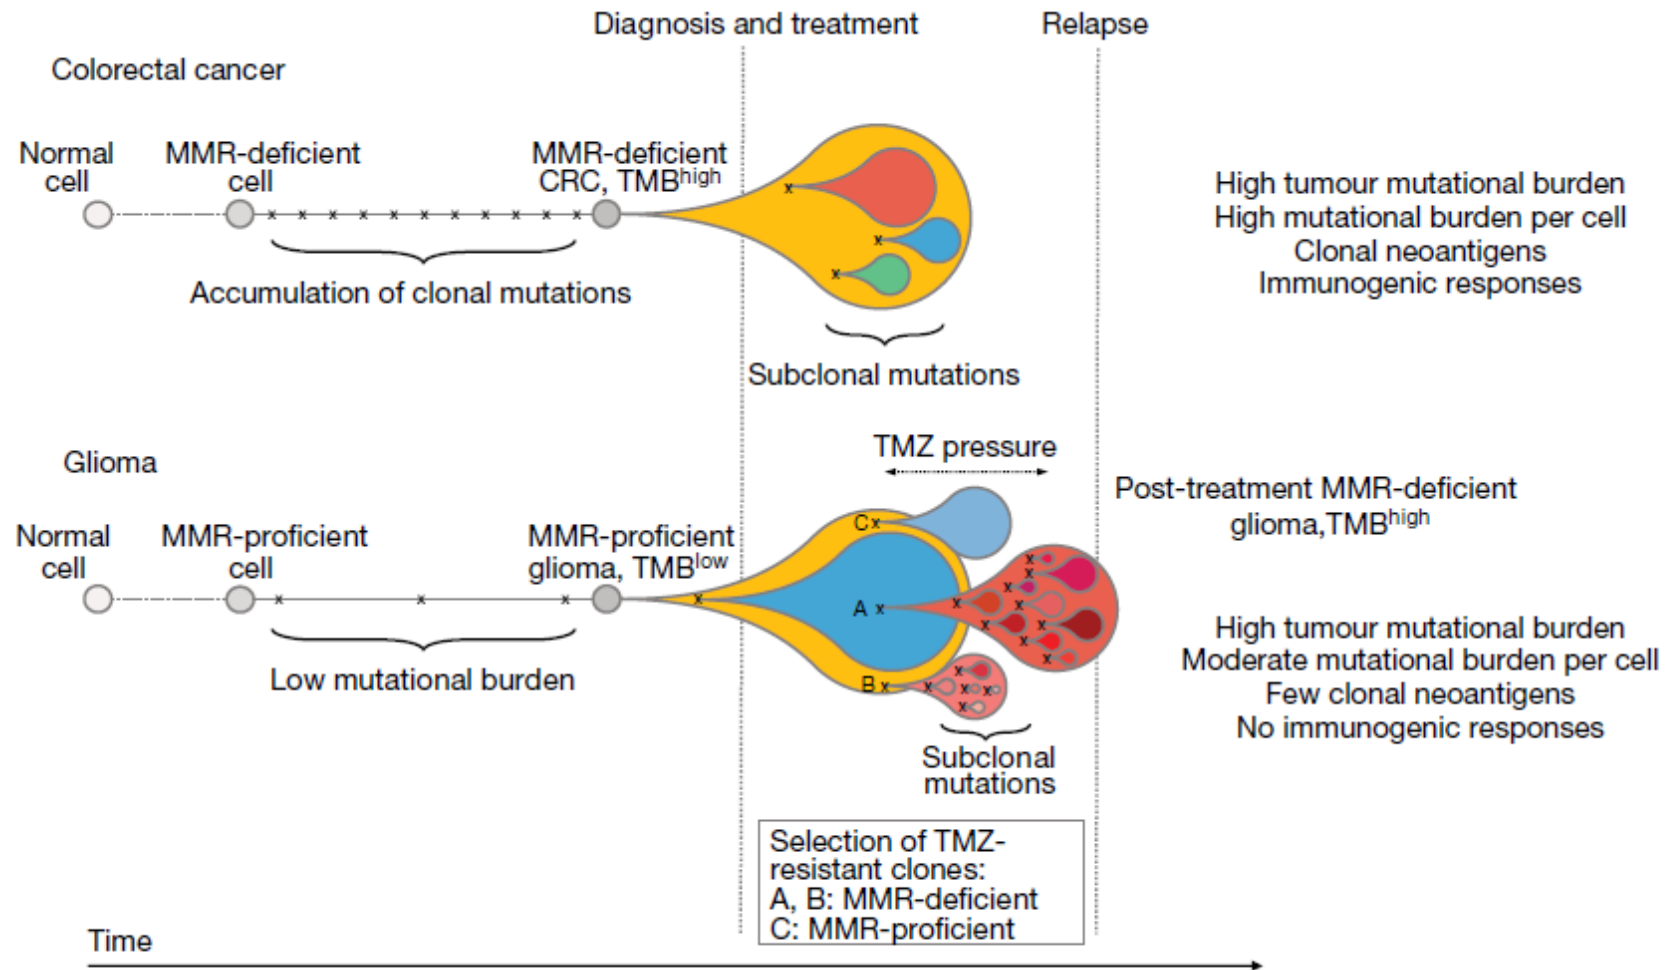 Diagnosis and treatment
Relapse
Colorectal cancer
Normal
cell
MMR-deficient
cell
MMR-deficient
CRC, TMBhigh
x x x x x x x x x x x
Accumulation of clonal mutations
x
x
x
Subclonal mutations
High tumour mutational burden
High mutational burden per cell
Clonal neoantigens
Immunogenic responses
Glioma
TMZ pressure
Normal
cell
MMR-proficient
cell
MMR-proficient
glioma, TMBlow
x x x
Low mutational burden
x
C x
A x
B x
x x x x x x x x x
x x x x x
Subclonal
mutations
Post-treatment MMR-deficient
glioma,TMBhigh
High tumour mutational burden
Moderate mutational burden per cell
Few clonal neoantigens
No immunogenic responses
Selection of TMZ-
resistant clones:
A, B: MMR-deficient
C: MMR-proficient
Time